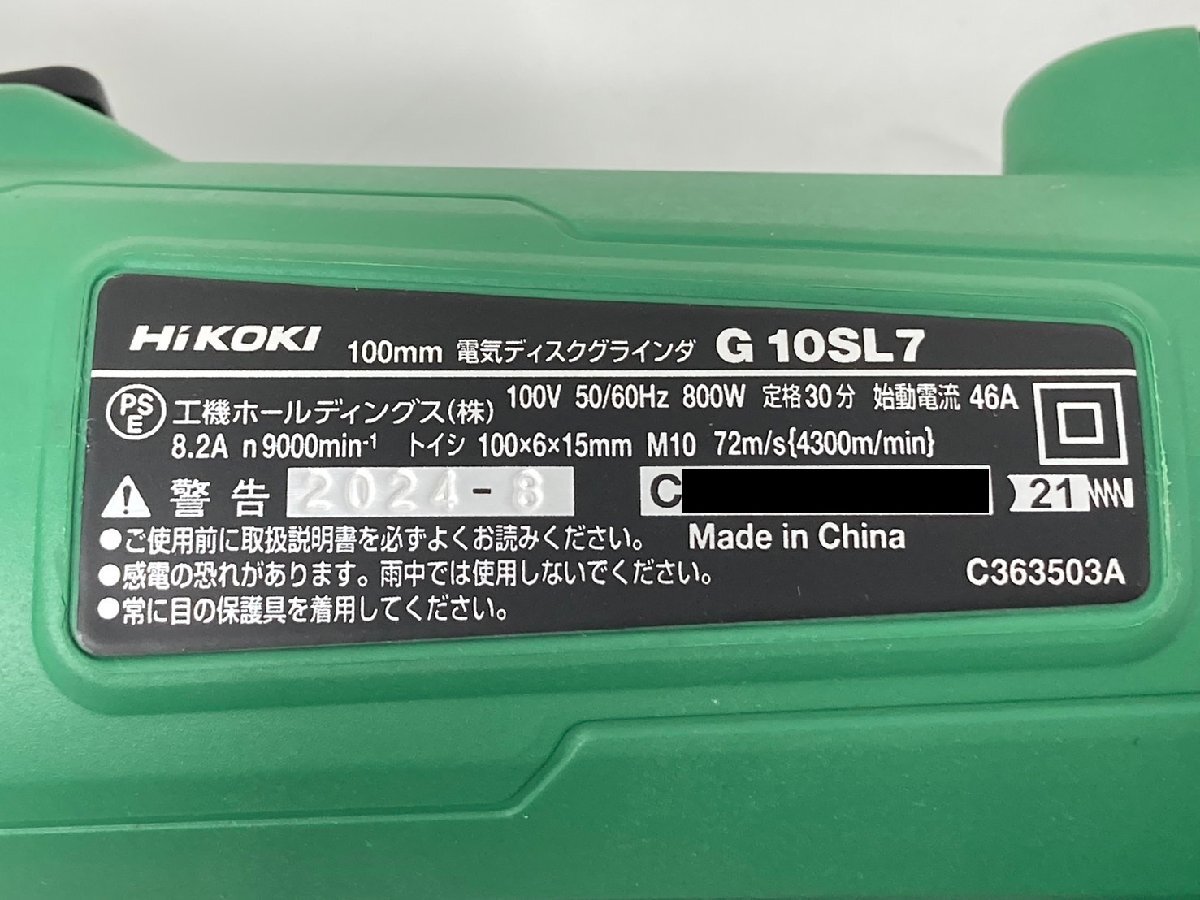 HiKOKI 100mm 電気ディスクグラインダ G 10SL7
PSE 工機ホールディングス(株) 100V 50/60Hz 800W 定格30分 始動電流 46A
8.2A n 9000min⁻¹ トイシ 100×6×15mm M10 72m/s{4300m/min}
警告 2024-8 C 21
●ご使用前に取扱説明書を必ずよくお読みください。 Made in China
●感電の恐れがあります。雨中では使用しないでください。 C363503A
●常に目の保護具を着用してください。